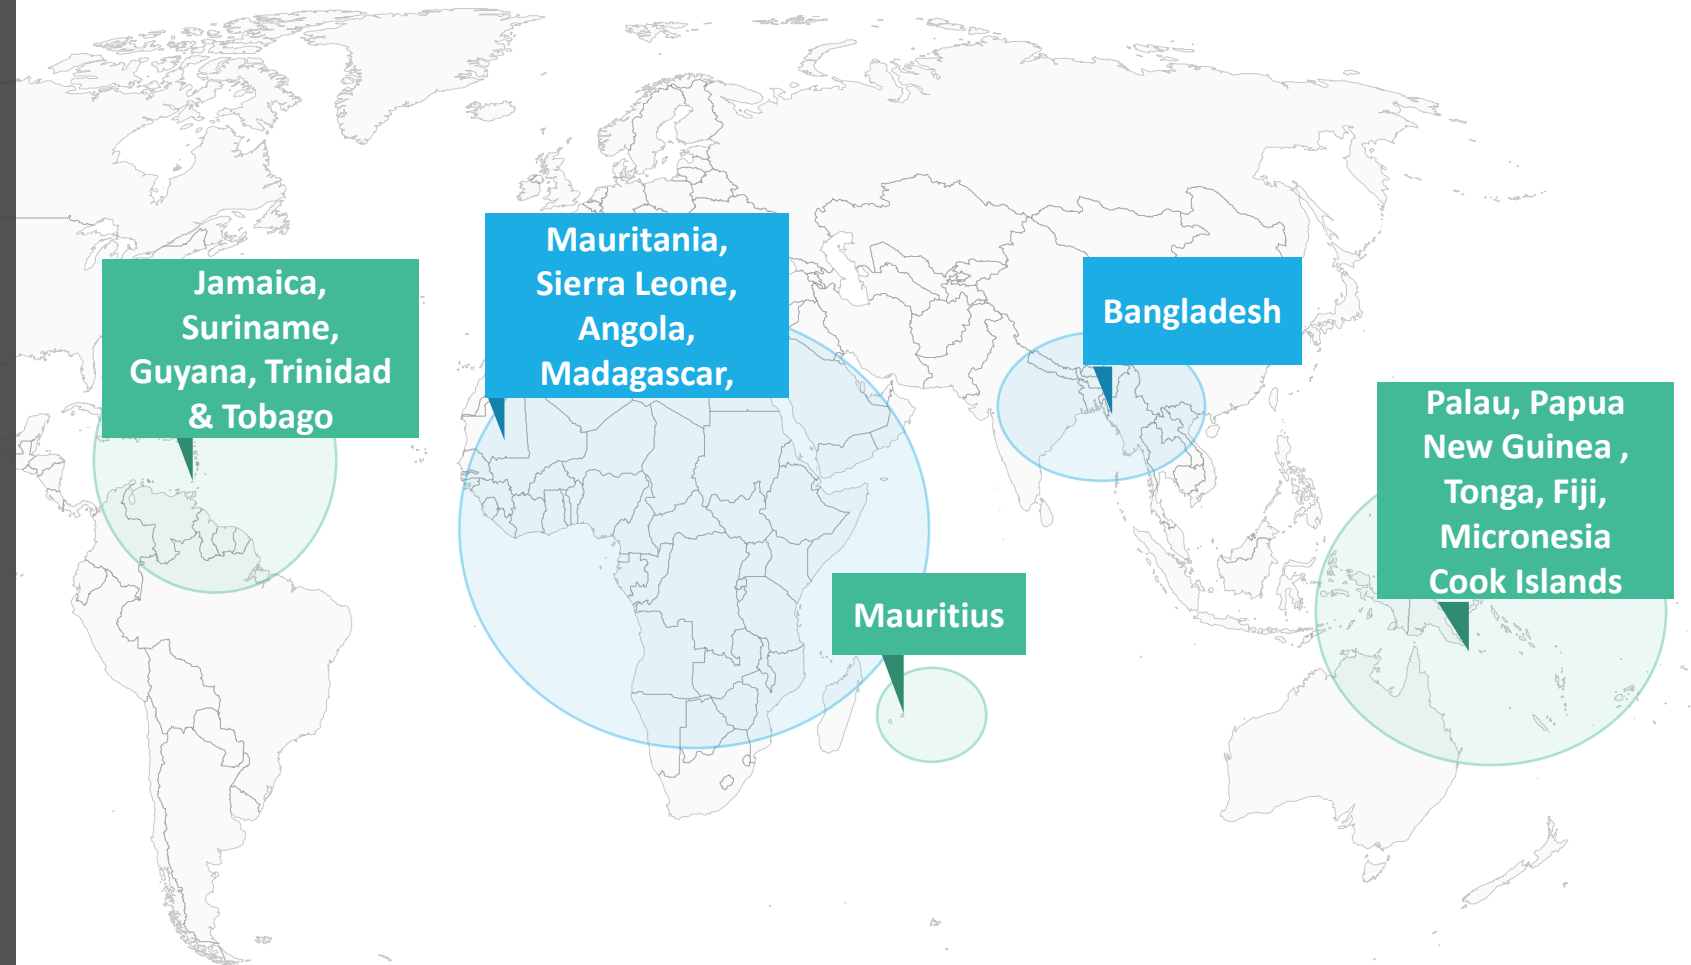 Mauritania,
Sierra Leone,
Angola,
Madagascar,
Jamaica,
Suriname,
Guyana, Trinidad
& Tobago
Bangladesh
Palau, Papua
New Guinea ,
Tonga, Fiji,
Micronesia
Cook Islands
Mauritius